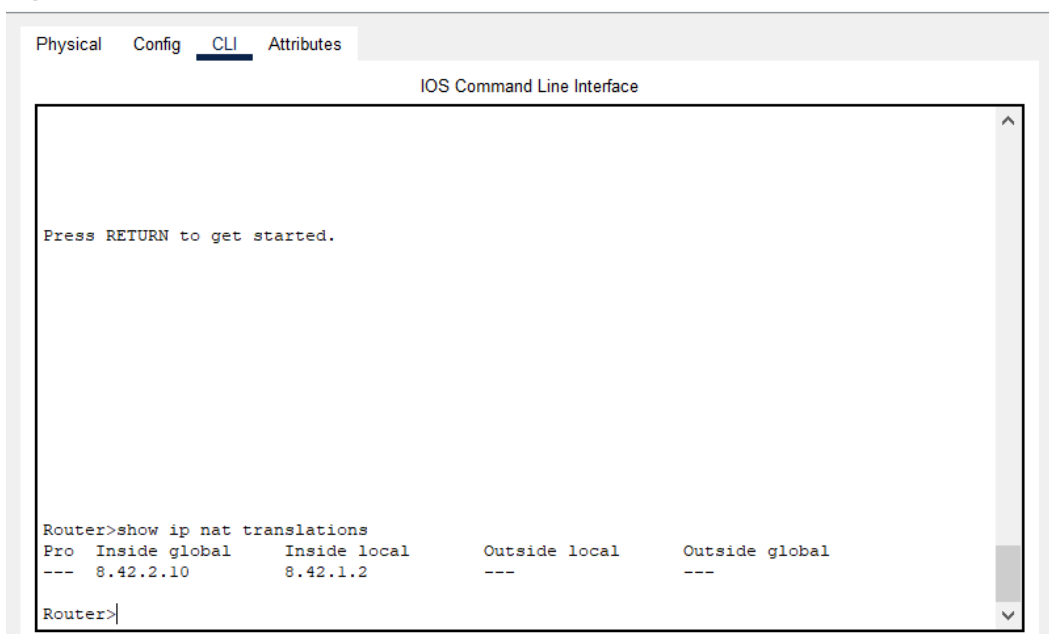 Physical Config CLI Attributes
IOS Command Line Interface
Press RETURN to get started.
Router>show ip nat translations
Pro Inside global Inside local Outside local Outside global
--- 8.42.2.10 8.42.1.2 --- ---
Router>